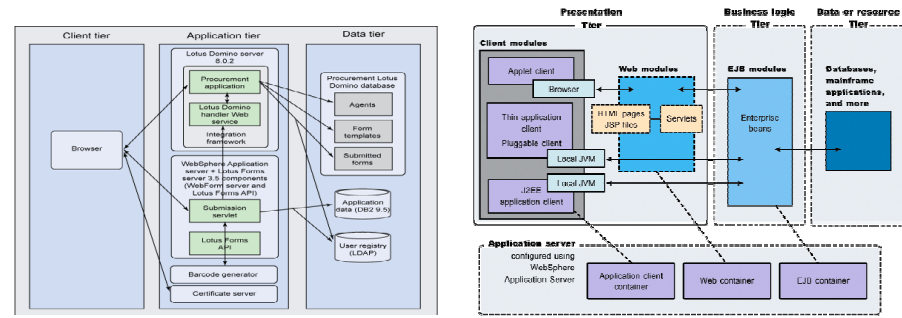 Client tier
Application tier
Data tier
Lotus Domino server
8.0.2
Procurement
application
Lotus Domino
handler Web
service
Integration
framework
Browser
WebSphere Application
server + Lotus Forms
server 3.5 components
(WebForm server and
Lotus Forms API)
Submission
servlet
Lotus Forms
API
Barcode generator
Certificate server
Procurement Lotus
Domino database
Agents
Form
templates
Submitted
forms
Application
data (DB2 9.5)
User registry
(LDAP)
Presentation
Tier
Business logic
Tier
Data or resource
Tier
Client modules
Applet client
Browser
Thin application
client
Pluggable client
Local JVM
Local JVM
J2EE
application client
Web modules
HTML pages
JSP files
Servlets
EJB modules
Enterprise
beans
Databases,
mainframe
applications,
and more
Application server
configured using
WebSphere
Application Server
Application client
container
Web container
EJB container